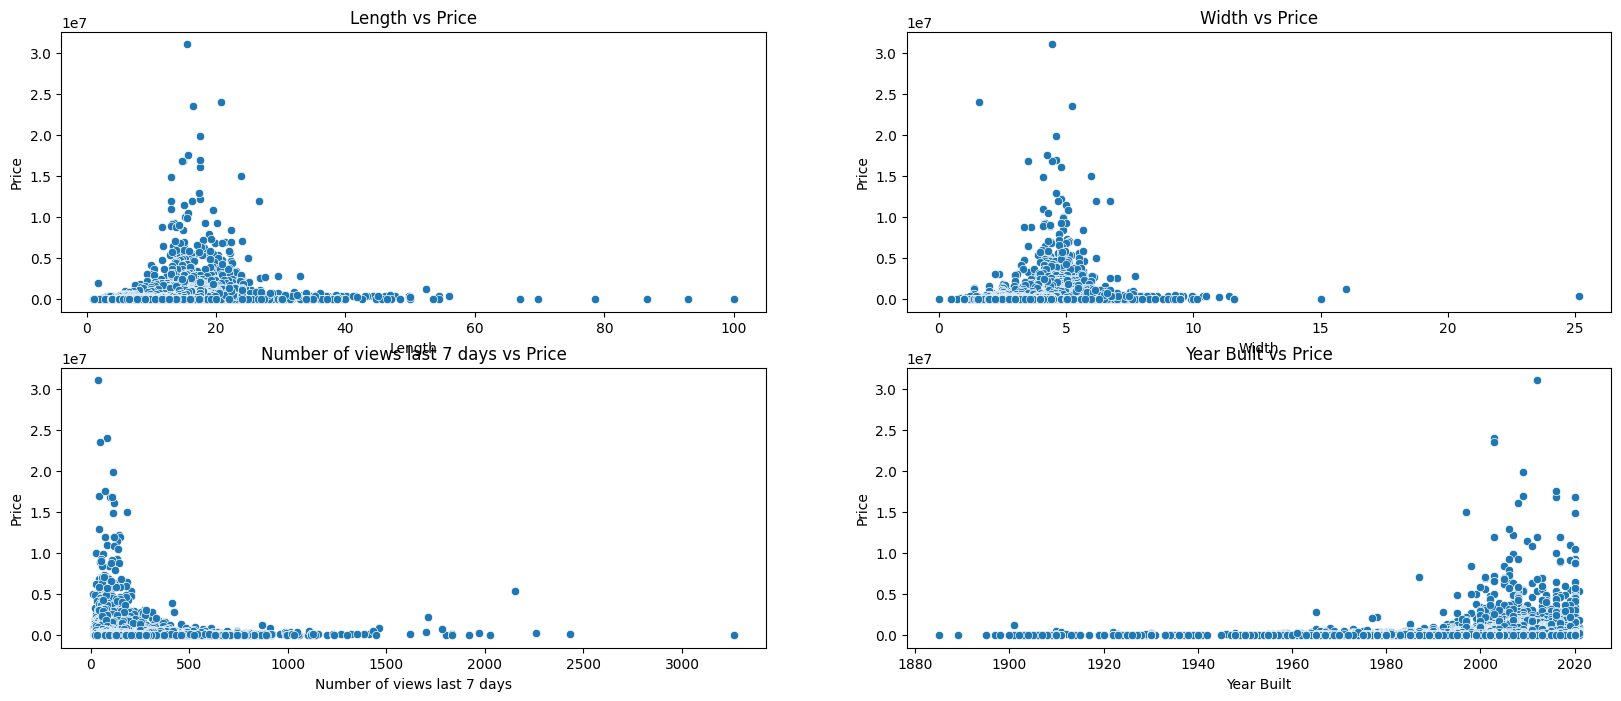 Length vs Price
1e7
3.0
2.5
2.0
1.5
1.0
0.5
0.0
Price
0 20 40 60 80 100
Length
Width vs Price
1e7
3.0
2.5
2.0
1.5
1.0
0.5
0.0
Price
0 5 10 15 20 25
Width
Number of views last 7 days vs Price
1e7
3.0
2.5
2.0
1.5
1.0
0.5
0.0
Price
0 500 1000 1500 2000 2500 3000
Number of views last 7 days
Year Built vs Price
1e7
3.0
2.5
2.0
1.5
1.0
0.5
0.0
Price
1880 1900 1920 1940 1960 1980 2000 2020
Year Built